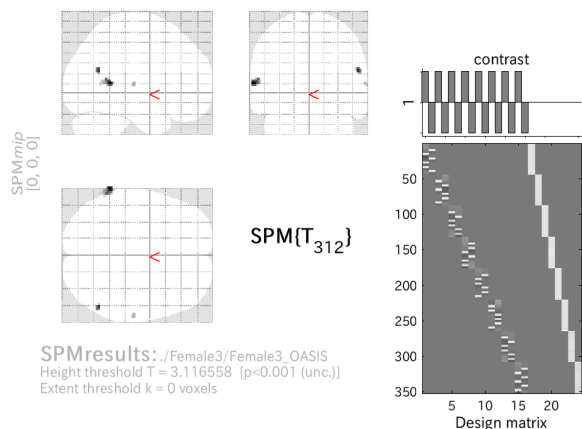 SPMmip
[0, 0, 0]
<
<
<
SPM{T312}
SPMresults: ./Female3/Female3_OASIS
Height threshold T = 3.116558 {p<0.001 (unc.)}
Extent threshold k = 0 voxels
contrast
1
50
100
150
200
250
300
350
5 10 15 20
Design matrix